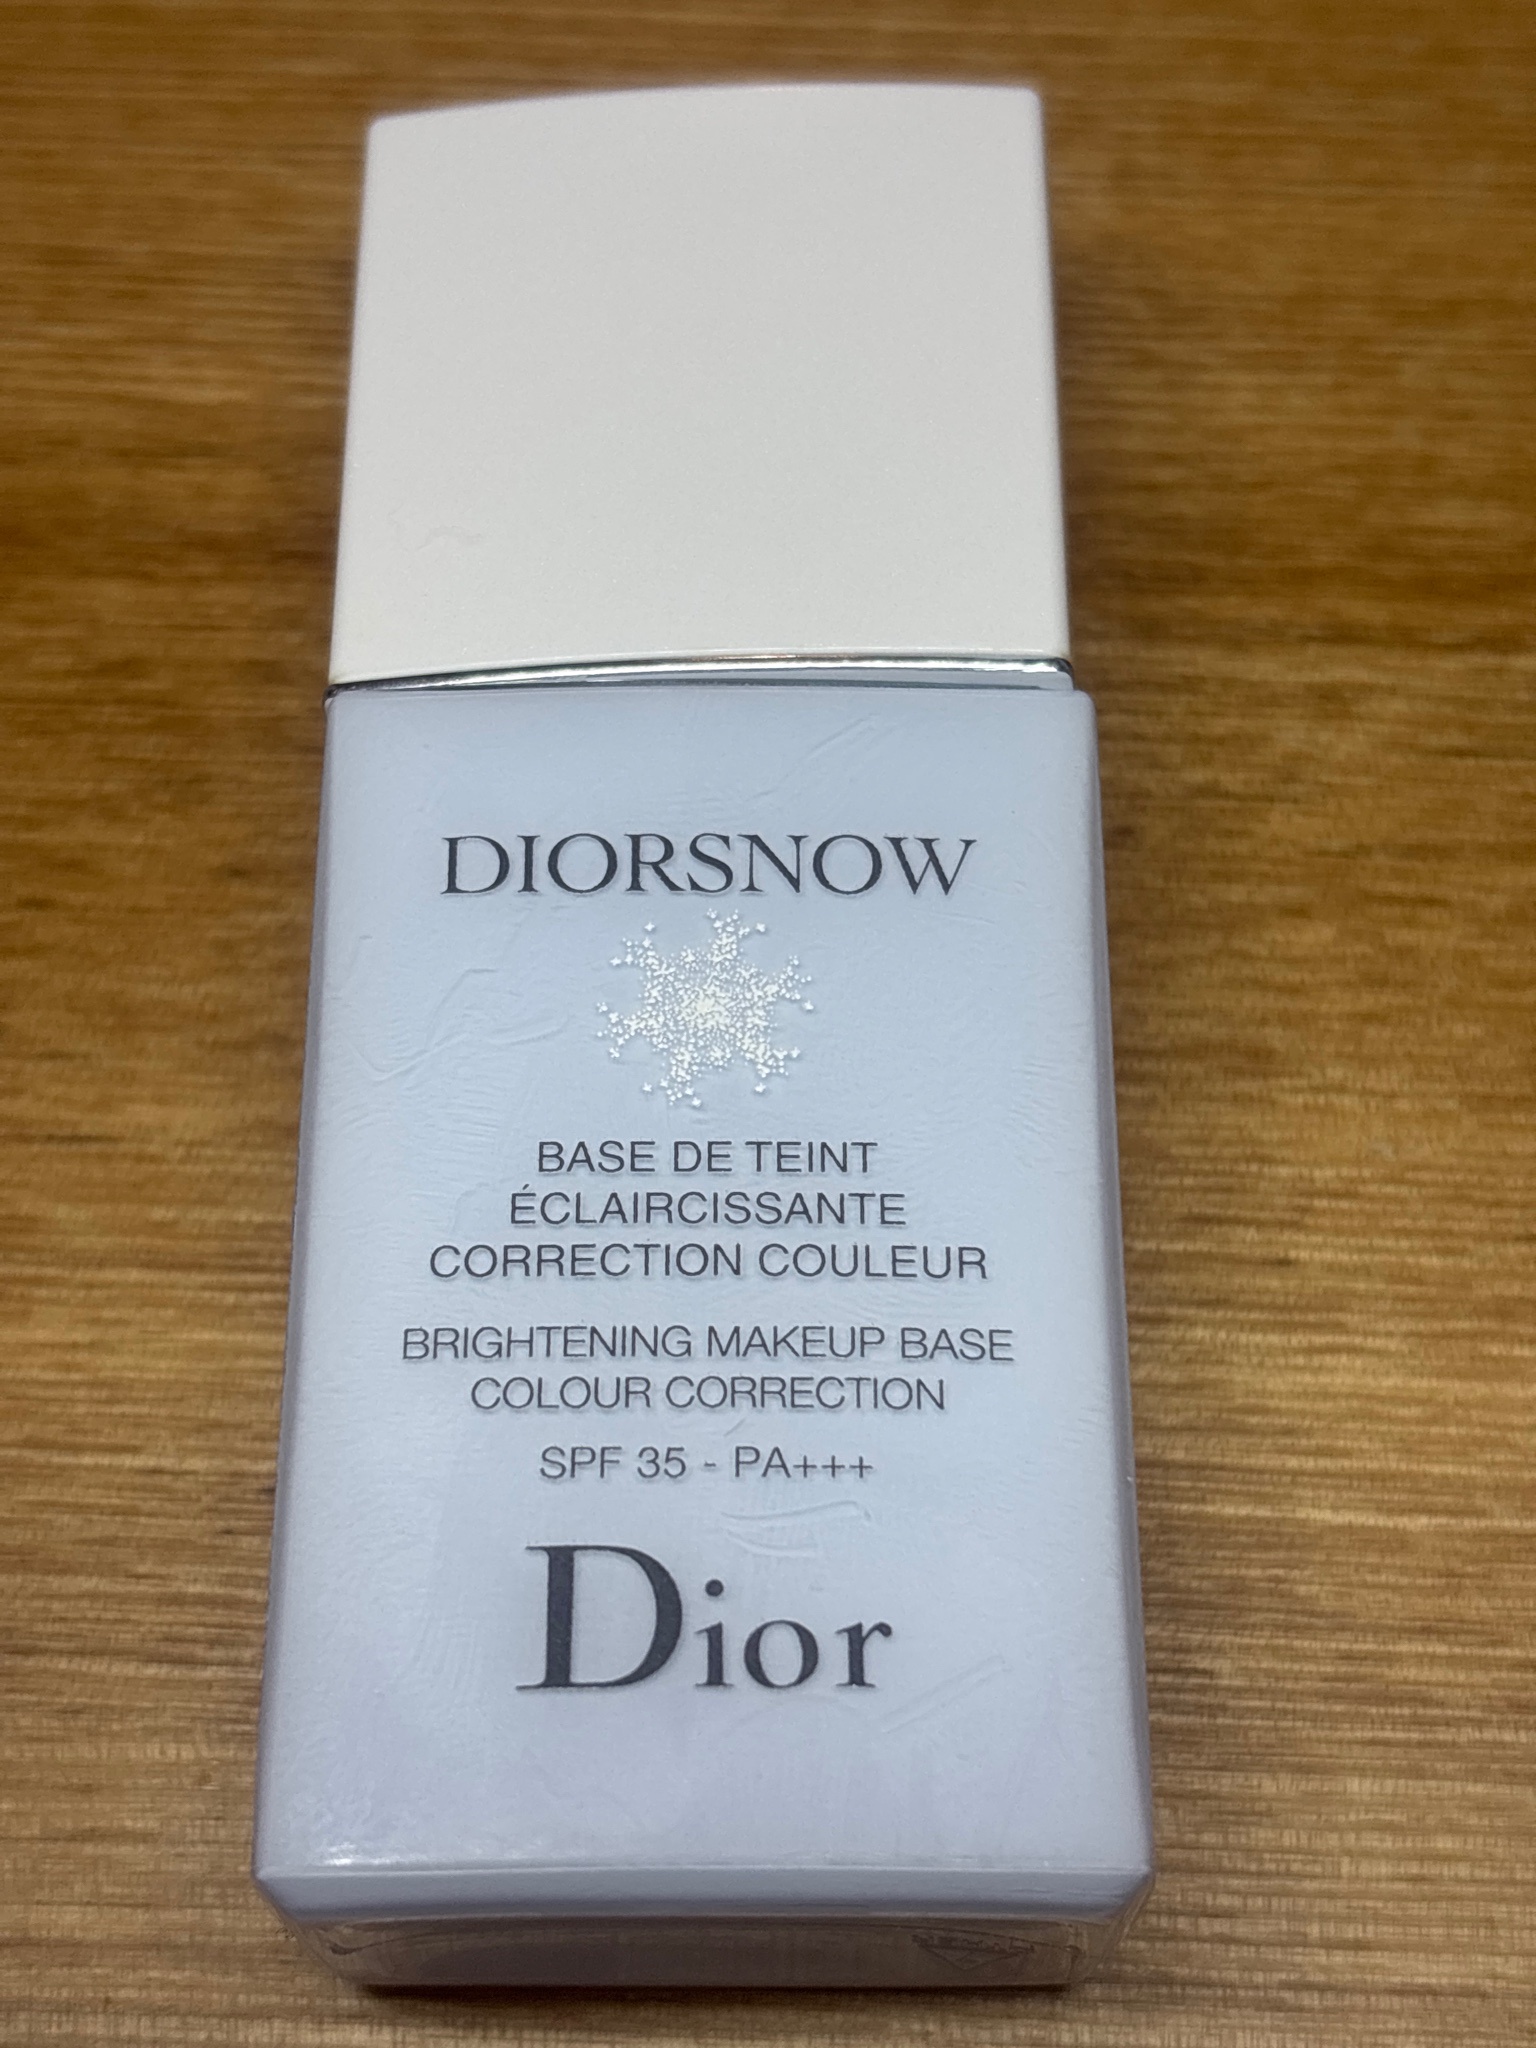 DIORSNOW
BASE DE TEINT
ÉCLAIRCISSANTE
CORRECTION COULEUR
BRIGHTENING MAKEUP BASE
COLOUR CORRECTION
SPF 35 - PA+++
Dior